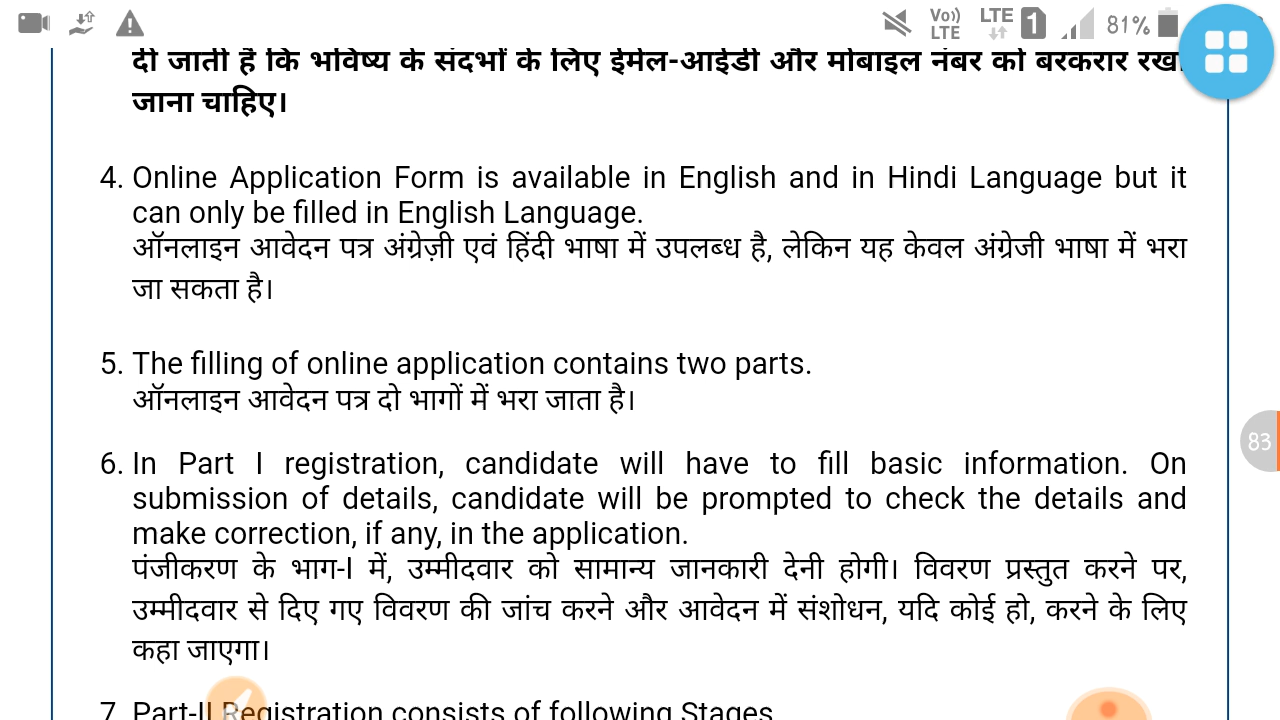 Vo))
LTE LTE 1 81%
दी जाती है कि भविष्य के संदर्भों के लिए ईमेल-आईडी और मोबाइल नंबर को बरकरार रखा
जाना चाहिए।
4. Online Application Form is available in English and in Hindi Language but it
can only be filled in English Language.
ऑनलाइन आवेदन पत्र अंग्रेज़ी एवं हिंदी भाषा में उपलब्ध है, लेकिन यह केवल अंग्रेजी भाषा में भरा
जा सकता है।
5. The filling of online application contains two parts.
ऑनलाइन आवेदन पत्र दो भागों में भरा जाता है।
83
6. In Part I registration, candidate will have to fill basic information. On
submission of details, candidate will be prompted to check the details and
make correction, if any, in the application.
पंजीकरण के भाग-I में, उम्मीदवार को सामान्य जानकारी देनी होगी। विवरण प्रस्तुत करने पर,
उम्मीदवार से दिए गए विवरण की जांच करने और आवेदन में संशोधन, यदि कोई हो, करने के लिए
कहा जाएगा।
7. Part-II Registration consists of following Stages